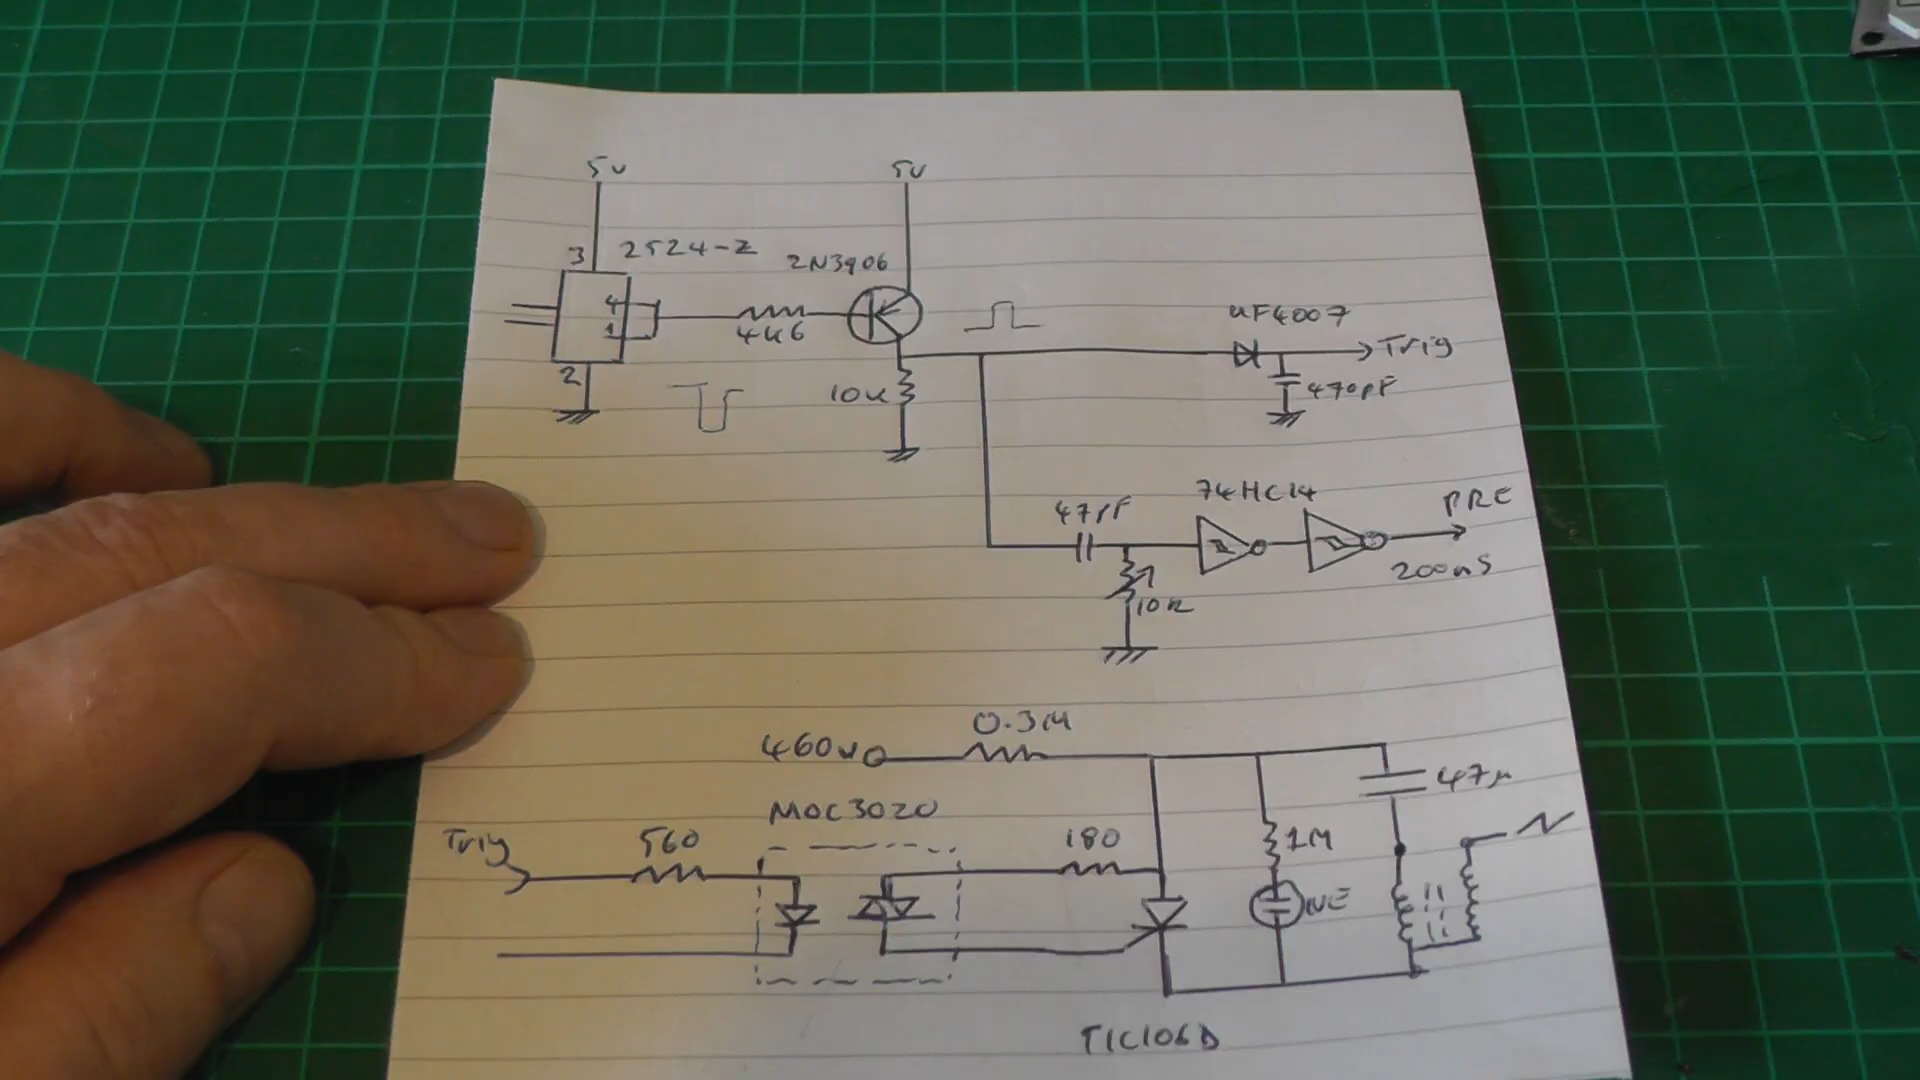 5v 5v
3 2524-Z
2N3906
4
1
4k6
UF4007
Trig
2
10k
470pF
74HC14
47pF
PRE
200nS
10k
0.3M
460v
47µ
MOC3020
Trig 560 180 1M
NE
TIC106D